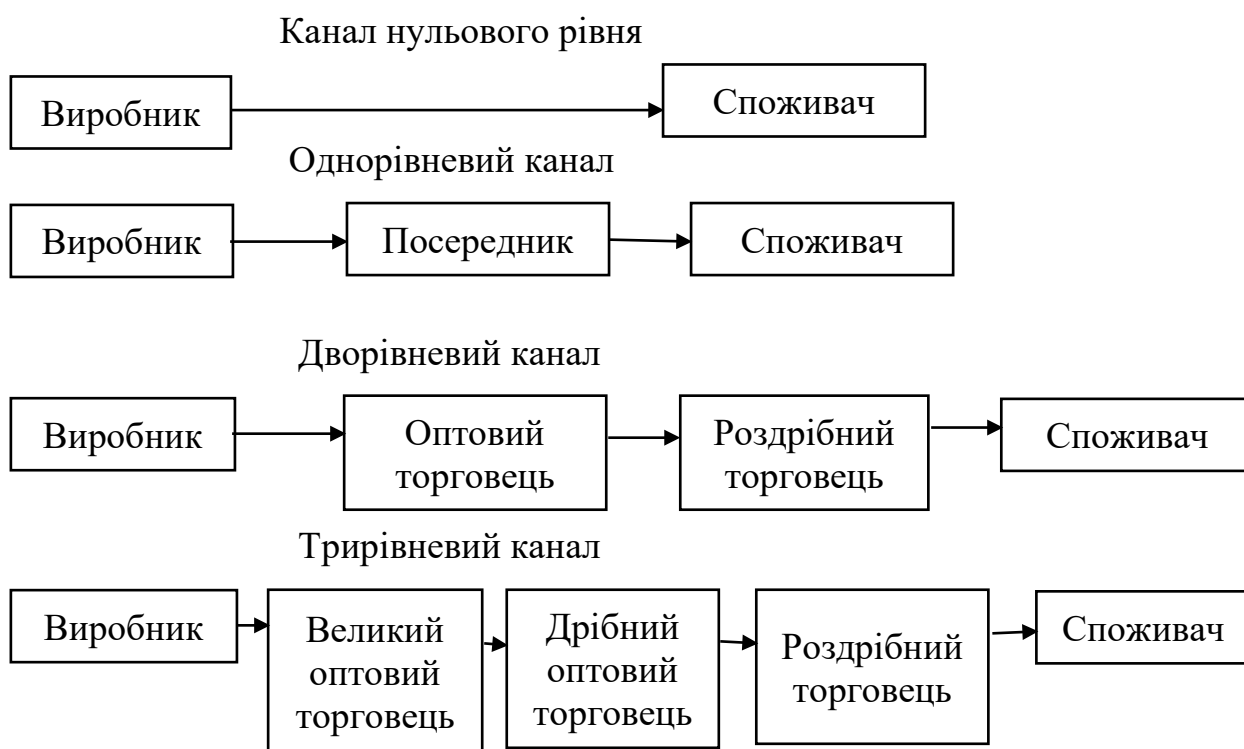 Канал нульового рівня
Виробник
Споживач
Однорівневий канал
Виробник
Посередник
Споживач
Дворівневий канал
Виробник
Оптовий
торговець
Роздрібний
торговець
Споживач
Трирівневий канал
Виробник
Великий
оптовий
торговець
Дрібний
оптовий
торговець
Роздрібний
торговець
Споживач